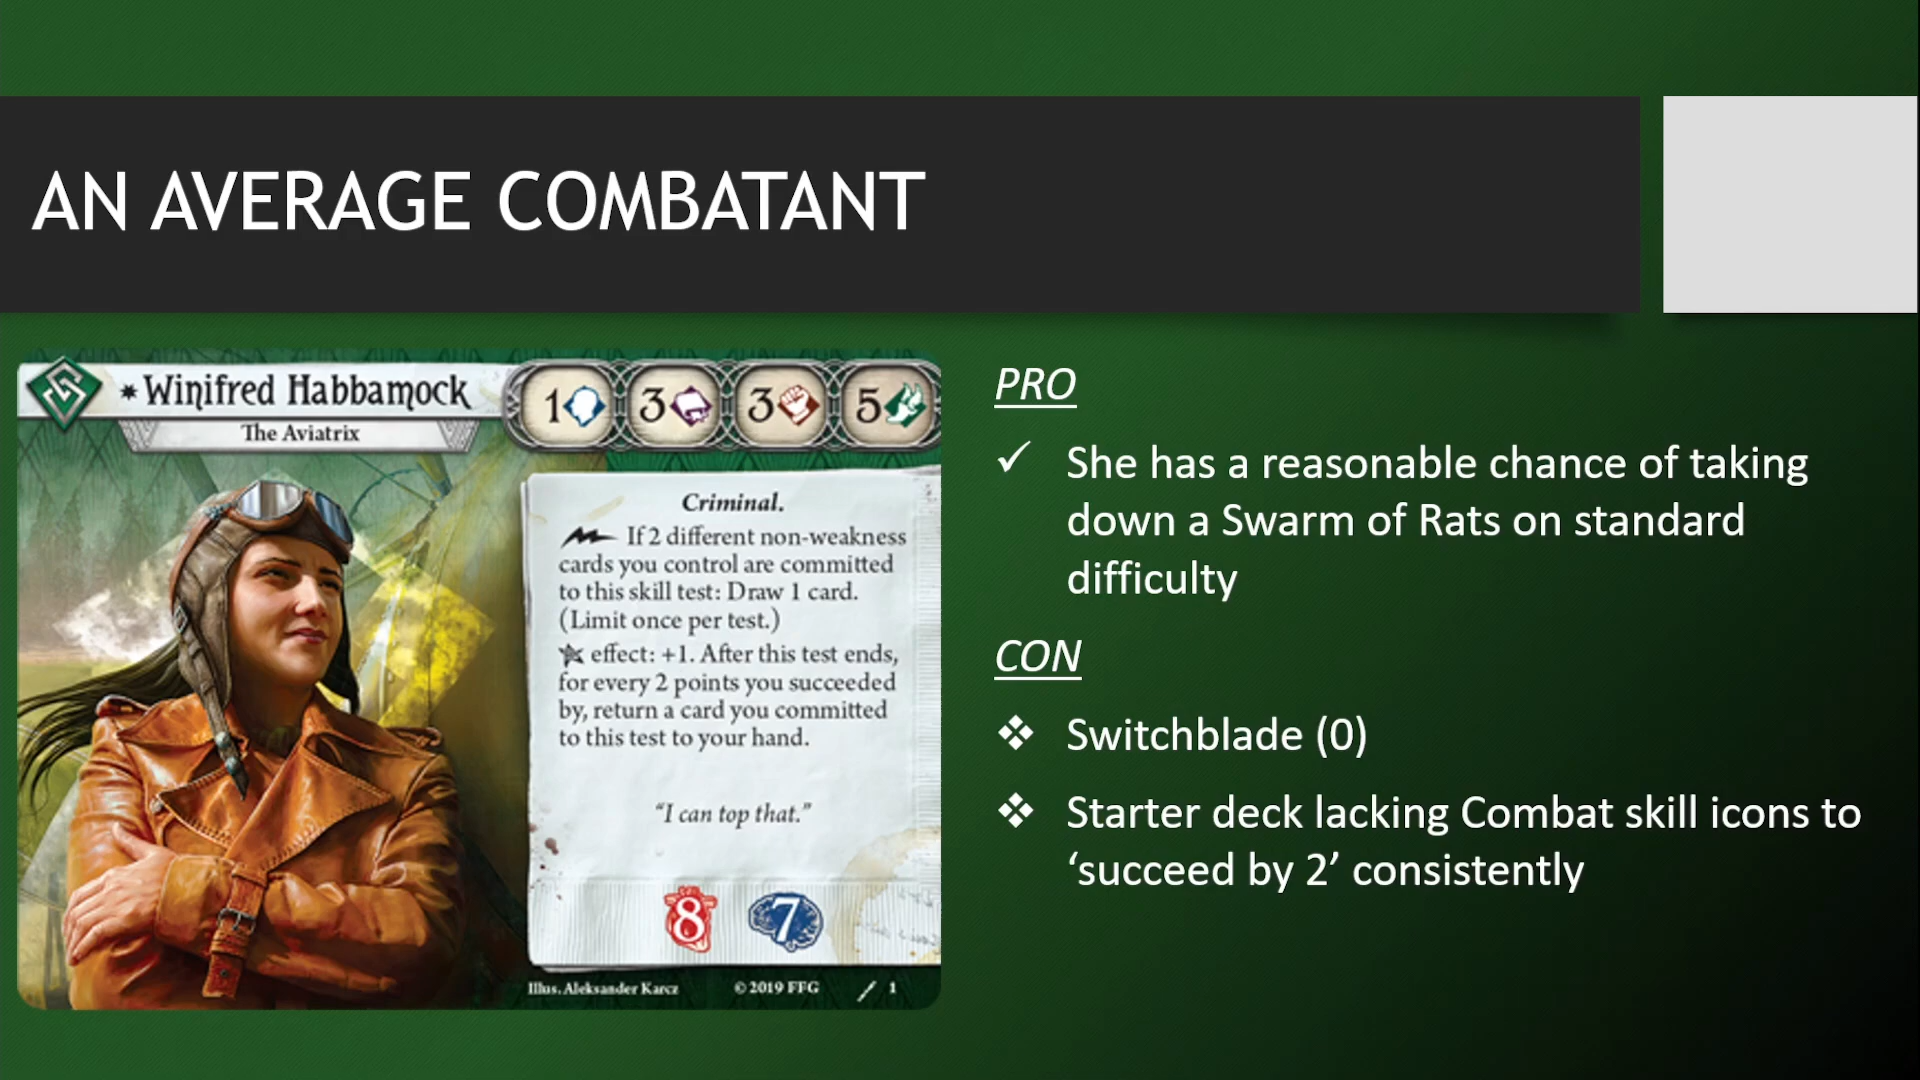 AN AVERAGE COMBATANT
Winifred Habbamock
The Aviatrix
1 3 3 5
Criminal.
If 2 different non-weakness
cards you control are committed
to this skill test: Draw 1 card.
(Limit once per test.)
effect: +1. After this test ends,
for every 2 points you succeeded
by, return a card you committed
to this test to your hand.
“I can top that.”
8 7
Illus. Aleksander Karcz © 2019 FFG 1
PRO
She has a reasonable chance of taking
down a Swarm of Rats on standard
difficulty
CON
Switchblade (0)
Starter deck lacking Combat skill icons to
‘succeed by 2’ consistently